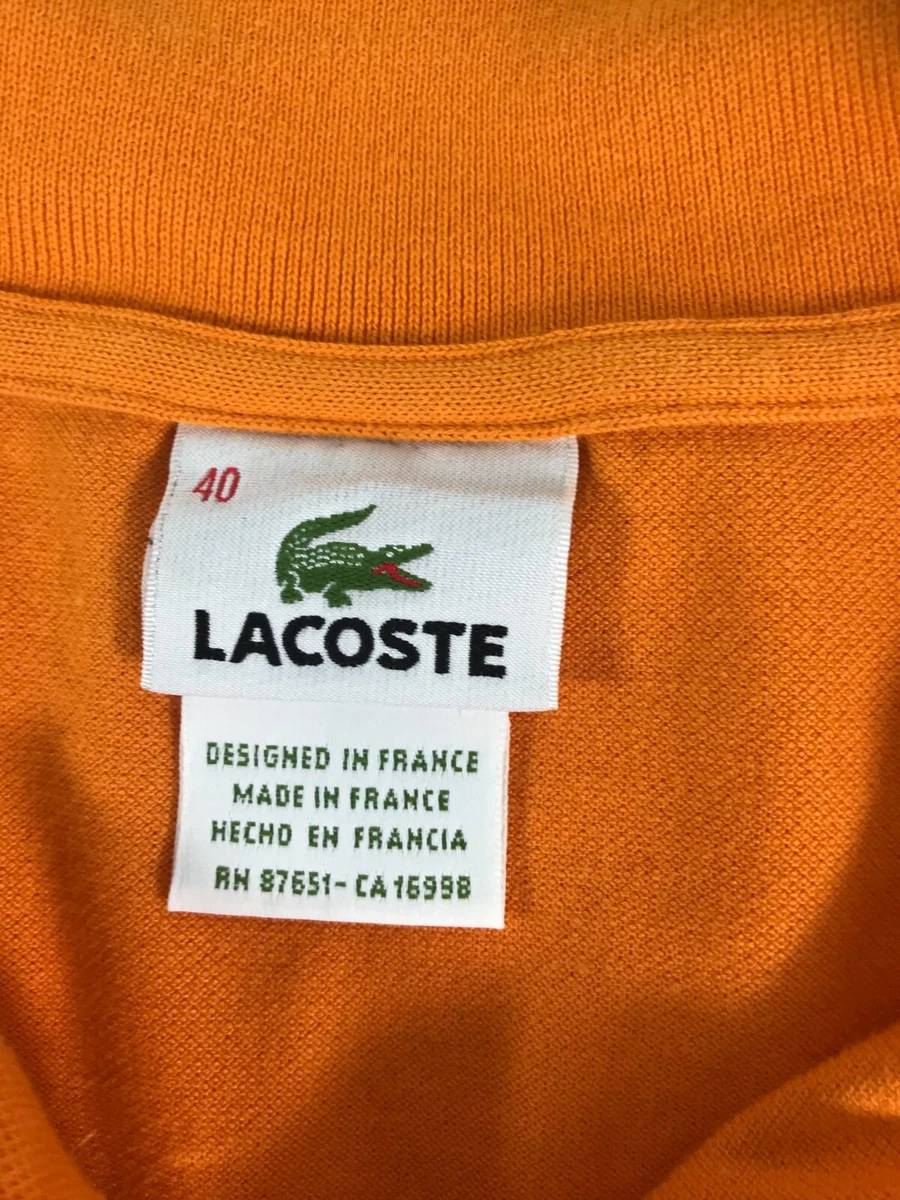 40
LACOSTE
DESIGNED IN FRANCE
MADE IN FRANCE
HECHO EN FRANCIA
RN 87651- CA 16998